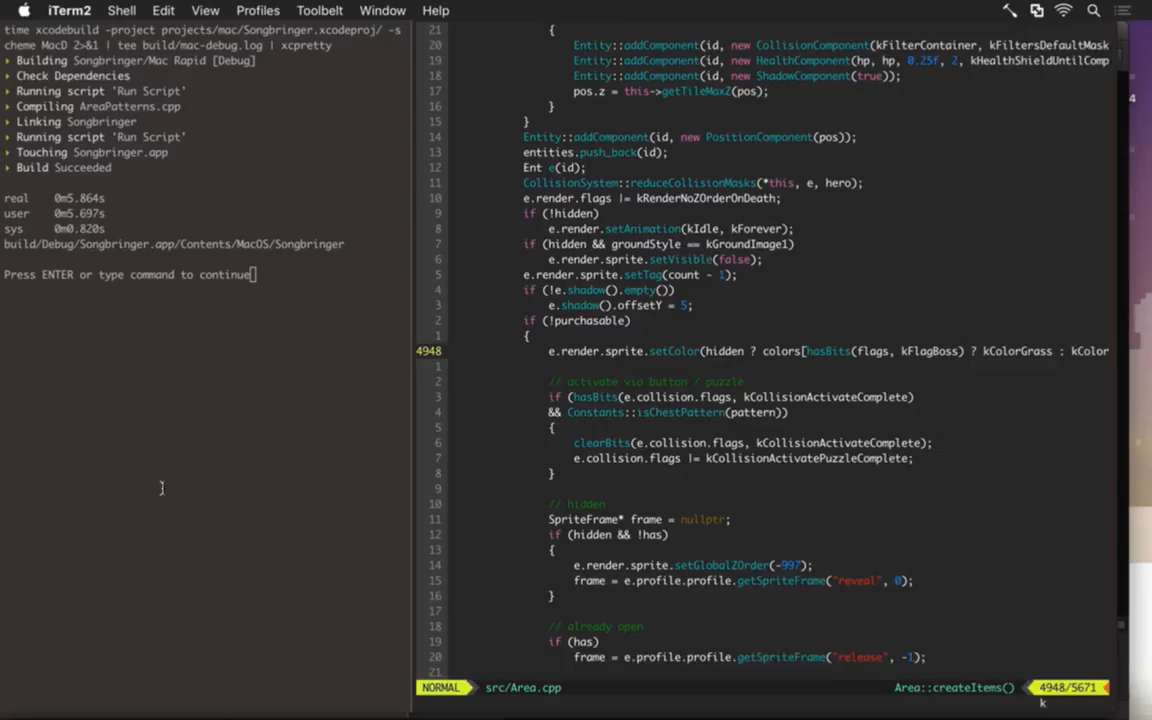 iTerm2 Shell Edit View Profiles Toolbelt Window Help
time xcodebuild -project projects/mac/Songbringer.xcodeproj/ -s
cheme MacD 2>&1 | tee build/mac-debug.log | xcpretty
Building Songbringer/Mac Rapid [Debug]
Check Dependencies
Running script 'Run Script'
Compiling AreaPatterns.cpp
Linking Songbringer
Running script 'Run Script'
Touching Songbringer.app
Build Succeeded
real 0m5.864s
user 0m5.697s
sys 0m0.820s
build/Debug/Songbringer.app/Contents/MacOS/Songbringer
Press ENTER or type command to continue
21 {
20 Entity::addComponent(id, new CollisionComponent(kFilterContainer, kFiltersDefaultMask
19 Entity::addComponent(id, new HealthComponent(hp, hp, 0.25f, 2, kHealthShieldUntilComp
18 Entity::addComponent(id, new ShadowComponent(true));
17 pos.z = this->getTileMaxZ(pos);
16 }
15 }
14 Entity::addComponent(id, new PositionComponent(pos));
13 entities.push_back(id);
12 Ent e(id);
11 CollisionSystem::reduceCollisionMasks(*this, e, hero);
10 e.render.flags |= kRenderNoZOrderOnDeath;
9 if (!hidden)
8 e.render.setAnimation(kIdle, kForever);
7 if (hidden && groundStyle == kGroundImage1)
6 e.render.sprite.setVisible(false);
5 e.render.sprite.setTag(count - 1);
4 if (!e.shadow().empty())
3 e.shadow().offsetY = 5;
2 if (!purchasable)
1 {
4948 e.render.sprite.setColor(hidden ? colors[hasBits(flags, kFlagBoss) ? kColorGrass : kColor
1
2 // activate via button / puzzle
3 if (hasBits(e.collision.flags, kCollisionActivateComplete)
4 && Constants::isChestPattern(pattern))
5 {
6 clearBits(e.collision.flags, kCollisionActivateComplete);
7 e.collision.flags |= kCollisionActivatePuzzleComplete;
8 }
9
10 // hidden
11 SpriteFrame* frame = nullptr;
12 if (hidden && !has)
13 {
14 e.render.sprite.setGlobalZOrder(-997);
15 frame = e.profile.profile.getSpriteFrame("reveal", 0);
16 }
17
18 // already open
19 if (has)
20 frame = e.profile.profile.getSpriteFrame("release", -1);
21
NORMAL src/Area.cpp Area::createItems() 4948/5671
k
4